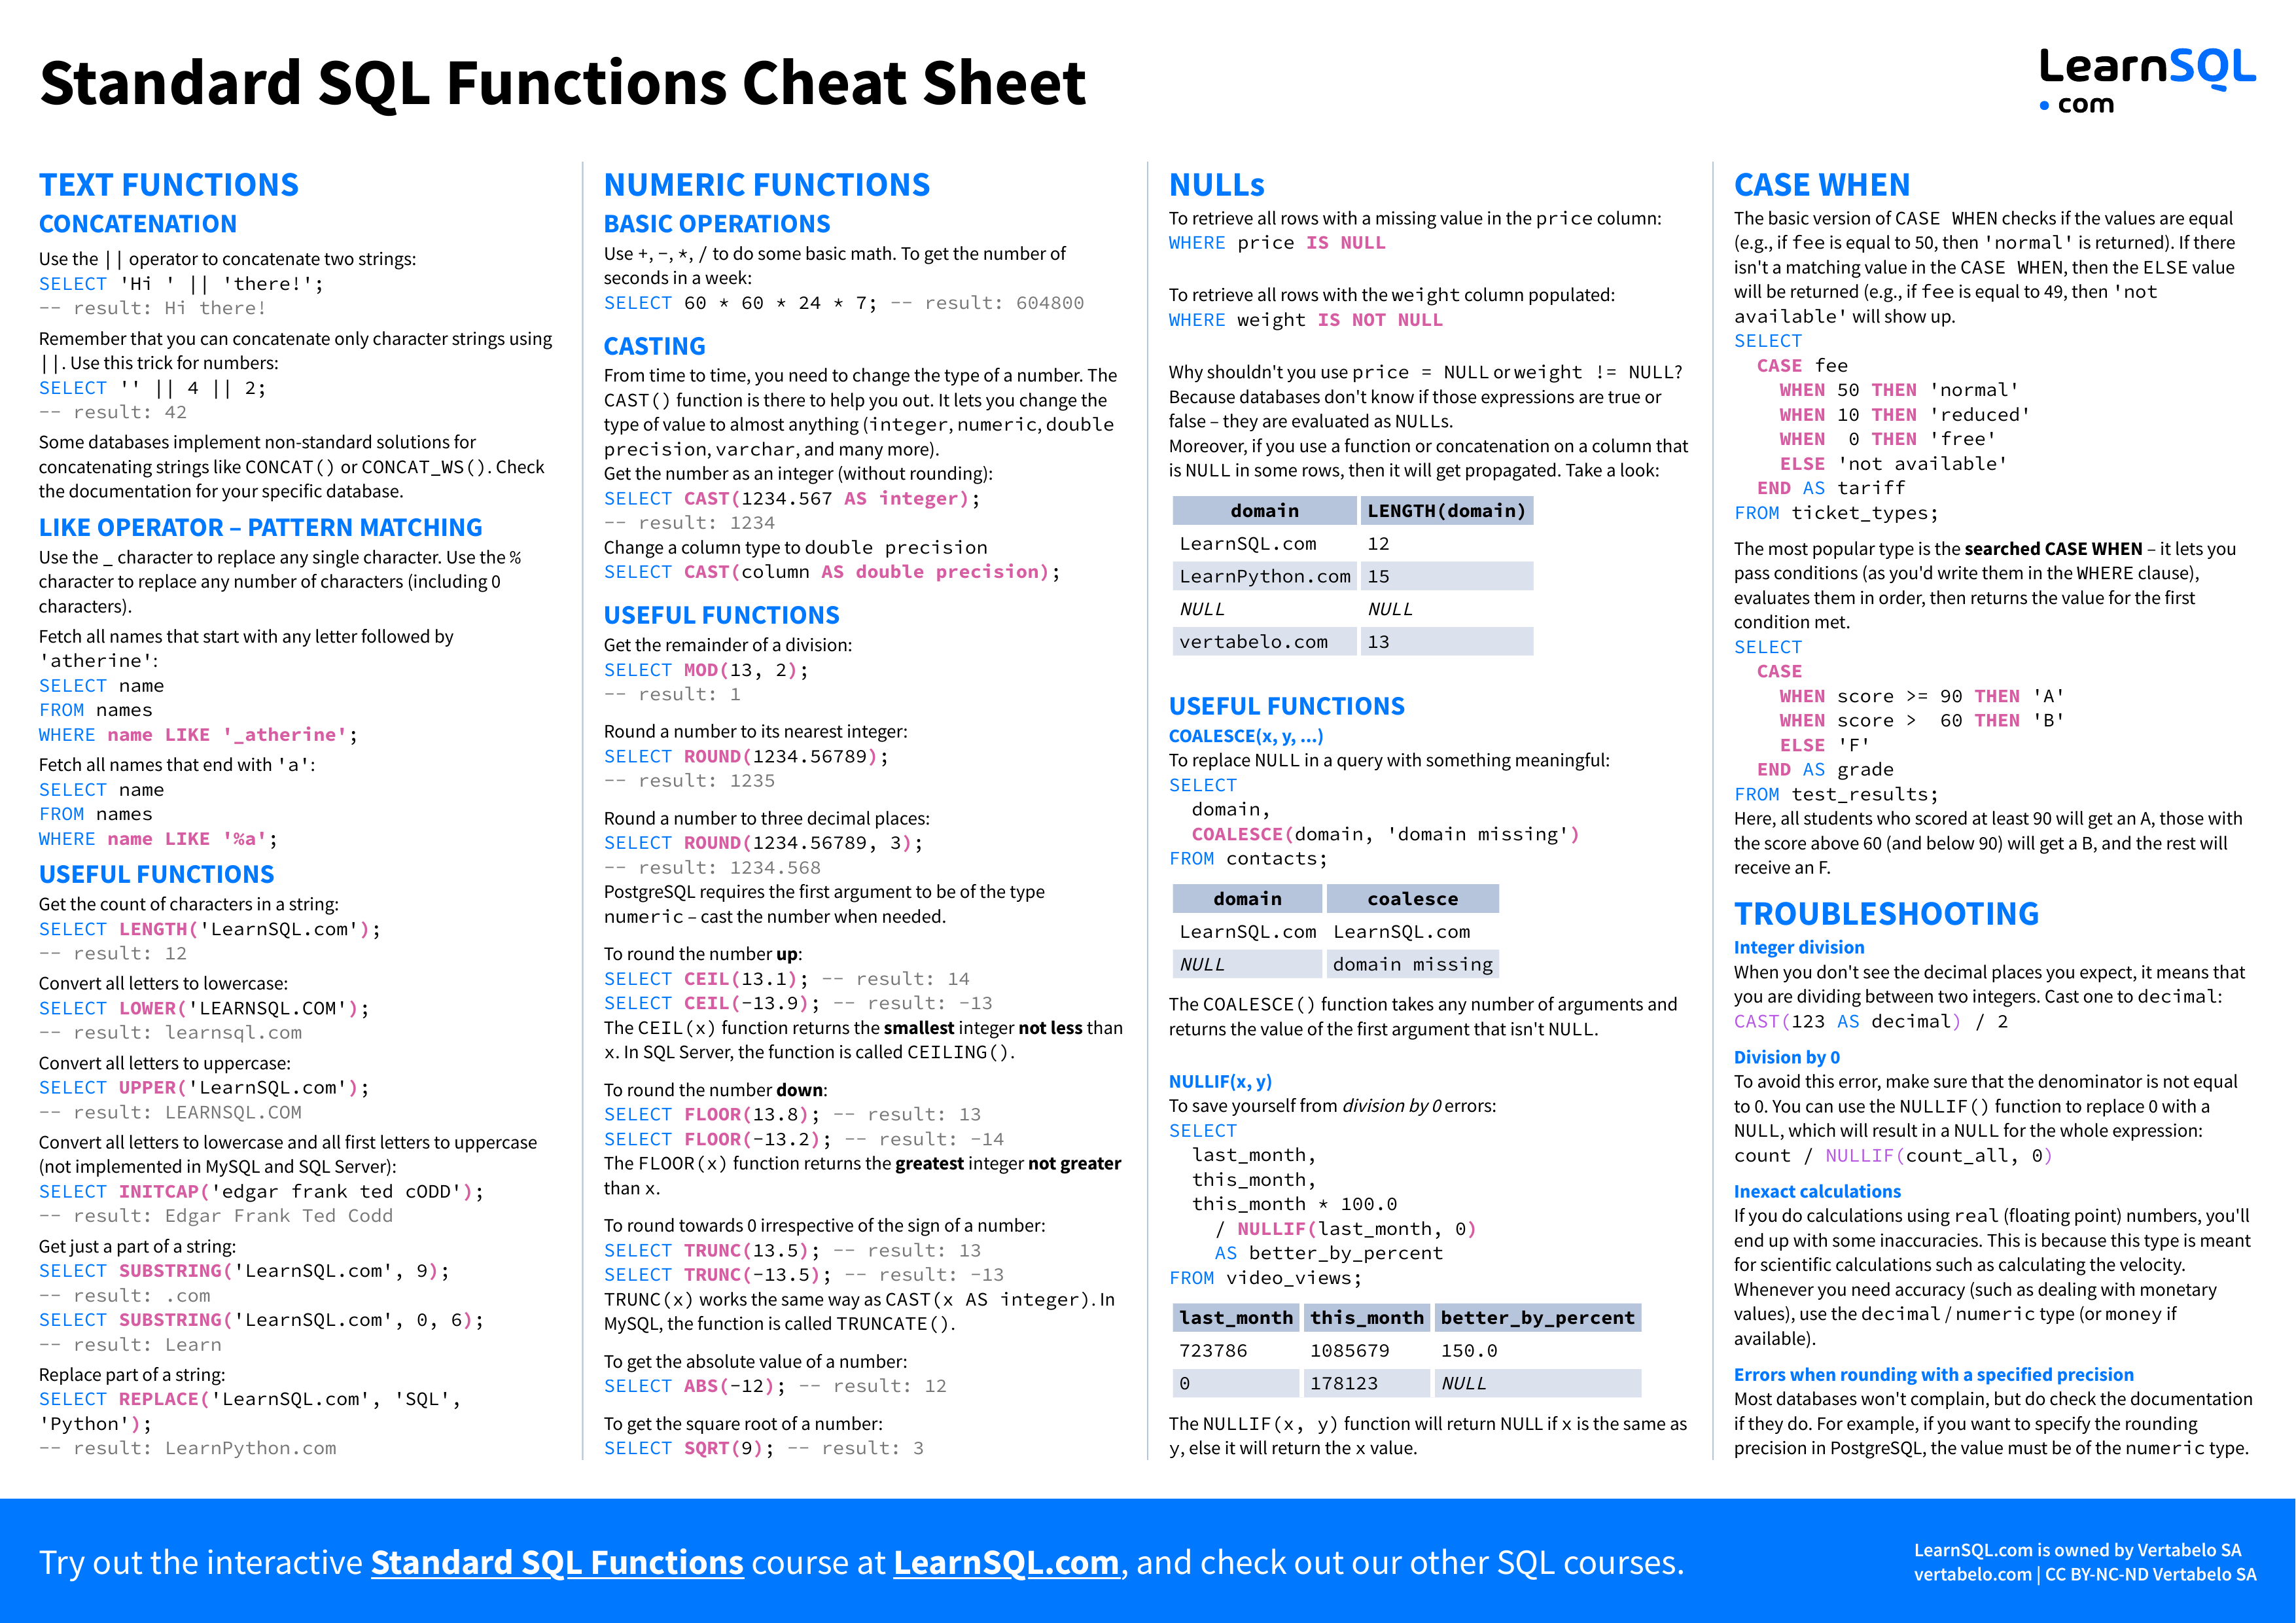 Standard SQL Functions Cheat Sheet
LearnSQL
• com
TEXT FUNCTIONS
CONCATENATION
Use the || operator to concatenate two strings:
SELECT 'Hi ' || 'there!';
-- result: Hi there!
Remember that you can concatenate only character strings using
||. Use this trick for numbers:
SELECT '' || 4 || 2;
-- result: 42
Some databases implement non-standard solutions for
concatenating strings like CONCAT() or CONCAT_WS(). Check
the documentation for your specific database.
LIKE OPERATOR – PATTERN MATCHING
Use the _ character to replace any single character. Use the %
character to replace any number of characters (including 0
characters).
Fetch all names that start with any letter followed by
'atherine':
SELECT name
FROM names
WHERE name LIKE '_atherine';
Fetch all names that end with 'a':
SELECT name
FROM names
WHERE name LIKE '%a';
USEFUL FUNCTIONS
Get the count of characters in a string:
SELECT LENGTH('LearnSQL.com');
-- result: 12
Convert all letters to lowercase:
SELECT LOWER('LEARNSQL.COM');
-- result: learnsql.com
Convert all letters to uppercase:
SELECT UPPER('LearnSQL.com');
-- result: LEARNSQL.COM
Convert all letters to lowercase and all first letters to uppercase
(not implemented in MySQL and SQL Server):
SELECT INITCAP('edgar frank ted cODD');
-- result: Edgar Frank Ted Codd
Get just a part of a string:
SELECT SUBSTRING('LearnSQL.com', 9);
-- result: .com
SELECT SUBSTRING('LearnSQL.com', 0, 6);
-- result: Learn
Replace part of a string:
SELECT REPLACE('LearnSQL.com', 'SQL',
'Python');
-- result: LearnPython.com
NUMERIC FUNCTIONS
BASIC OPERATIONS
Use +, -, *, / to do some basic math. To get the number of
seconds in a week:
SELECT 60 * 60 * 24 * 7; -- result: 604800
CASTING
From time to time, you need to change the type of a number. The
CAST() function is there to help you out. It lets you change the
type of value to almost anything (integer, numeric, double
precision, varchar, and many more).
Get the number as an integer (without rounding):
SELECT CAST(1234.567 AS integer);
-- result: 1234
Change a column type to double precision
SELECT CAST(column AS double precision);
USEFUL FUNCTIONS
Get the remainder of a division:
SELECT MOD(13, 2);
-- result: 1
Round a number to its nearest integer:
SELECT ROUND(1234.56789);
-- result: 1235
Round a number to three decimal places:
SELECT ROUND(1234.56789, 3);
-- result: 1234.568
PostgreSQL requires the first argument to be of the type
numeric – cast the number when needed.
To round the number up:
SELECT CEIL(13.1); -- result: 14
SELECT CEIL(-13.9); -- result: -13
The CEIL(x) function returns the smallest integer not less than
x. In SQL Server, the function is called CEILING().
To round the number down:
SELECT FLOOR(13.8); -- result: 13
SELECT FLOOR(-13.2); -- result: -14
The FLOOR(x) function returns the greatest integer not greater
than x.
To round towards 0 irrespective of the sign of a number:
SELECT TRUNC(13.5); -- result: 13
SELECT TRUNC(-13.5); -- result: -13
TRUNC(x) works the same way as CAST(x AS integer). In
MySQL, the function is called TRUNCATE().
To get the absolute value of a number:
SELECT ABS(-12); -- result: 12
To get the square root of a number:
SELECT SQRT(9); -- result: 3
NULLs
To retrieve all rows with a missing value in the price column:
WHERE price IS NULL
To retrieve all rows with the weight column populated:
WHERE weight IS NOT NULL
Why shouldn't you use price = NULL or weight != NULL?
Because databases don't know if those expressions are true or
false – they are evaluated as NULLs.
Moreover, if you use a function or concatenation on a column that
is NULL in some rows, then it will get propagated. Take a look:
domain LENGTH(domain)
LearnSQL.com 12
LearnPython.com 15
NULL NULL
vertabelo.com 13
USEFUL FUNCTIONS
COALESCE(x, y, ...)
To replace NULL in a query with something meaningful:
SELECT
domain,
COALESCE(domain, 'domain missing')
FROM contacts;
domain coalesce
LearnSQL.com LearnSQL.com
NULL domain missing
The COALESCE() function takes any number of arguments and
returns the value of the first argument that isn't NULL.
NULLIF(x, y)
To save yourself from division by 0 errors:
SELECT
last_month,
this_month,
this_month * 100.0
/ NULLIF(last_month, 0)
AS better_by_percent
FROM video_views;
last_month this_month better_by_percent
723786 1085679 150.0
0 178123 NULL
The NULLIF(x, y) function will return NULL if x is the same as
y, else it will return the x value.
CASE WHEN
The basic version of CASE WHEN checks if the values are equal
(e.g., if fee is equal to 50, then 'normal' is returned). If there
isn't a matching value in the CASE WHEN, then the ELSE value
will be returned (e.g., if fee is equal to 49, then 'not
available' will show up.
SELECT
CASE fee
WHEN 50 THEN 'normal'
WHEN 10 THEN 'reduced'
WHEN  0 THEN 'free'
ELSE 'not available'
END AS tariff
FROM ticket_types;
The most popular type is the searched CASE WHEN – it lets you
pass conditions (as you'd write them in the WHERE clause),
evaluates them in order, then returns the value for the first
condition met.
SELECT
CASE
WHEN score >= 90 THEN 'A'
WHEN score >  60 THEN 'B'
ELSE 'F'
END AS grade
FROM test_results;
Here, all students who scored at least 90 will get an A, those with
the score above 60 (and below 90) will get a B, and the rest will
receive an F.
TROUBLESHOOTING
Integer division
When you don't see the decimal places you expect, it means that
you are dividing between two integers. Cast one to decimal:
CAST(123 AS decimal) / 2
Division by 0
To avoid this error, make sure that the denominator is not equal
to 0. You can use the NULLIF() function to replace 0 with a
NULL, which will result in a NULL for the whole expression:
count / NULLIF(count_all, 0)
Inexact calculations
If you do calculations using real (floating point) numbers, you'll
end up with some inaccuracies. This is because this type is meant
for scientific calculations such as calculating the velocity.
Whenever you need accuracy (such as dealing with monetary
values), use the decimal / numeric type (or money if
available).
Errors when rounding with a specified precision
Most databases won't complain, but do check the documentation
if they do. For example, if you want to specify the rounding
precision in PostgreSQL, the value must be of the numeric type.
Try out the interactive Standard SQL Functions course at LearnSQL.com, and check out our other SQL courses.
LearnSQL.com is owned by Vertabelo SA
vertabelo.com | CC BY-NC-ND Vertabelo SA